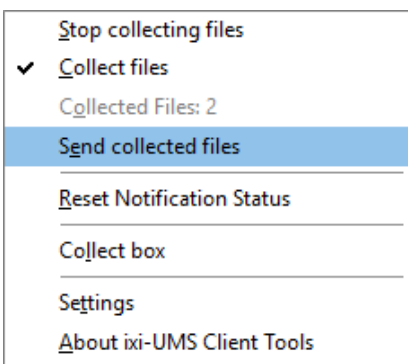 Stop collecting files
Collect files
Collected Files: 2
Send collected files
Reset Notification Status
Collect box
Settings
About ixi-UMS Client Tools